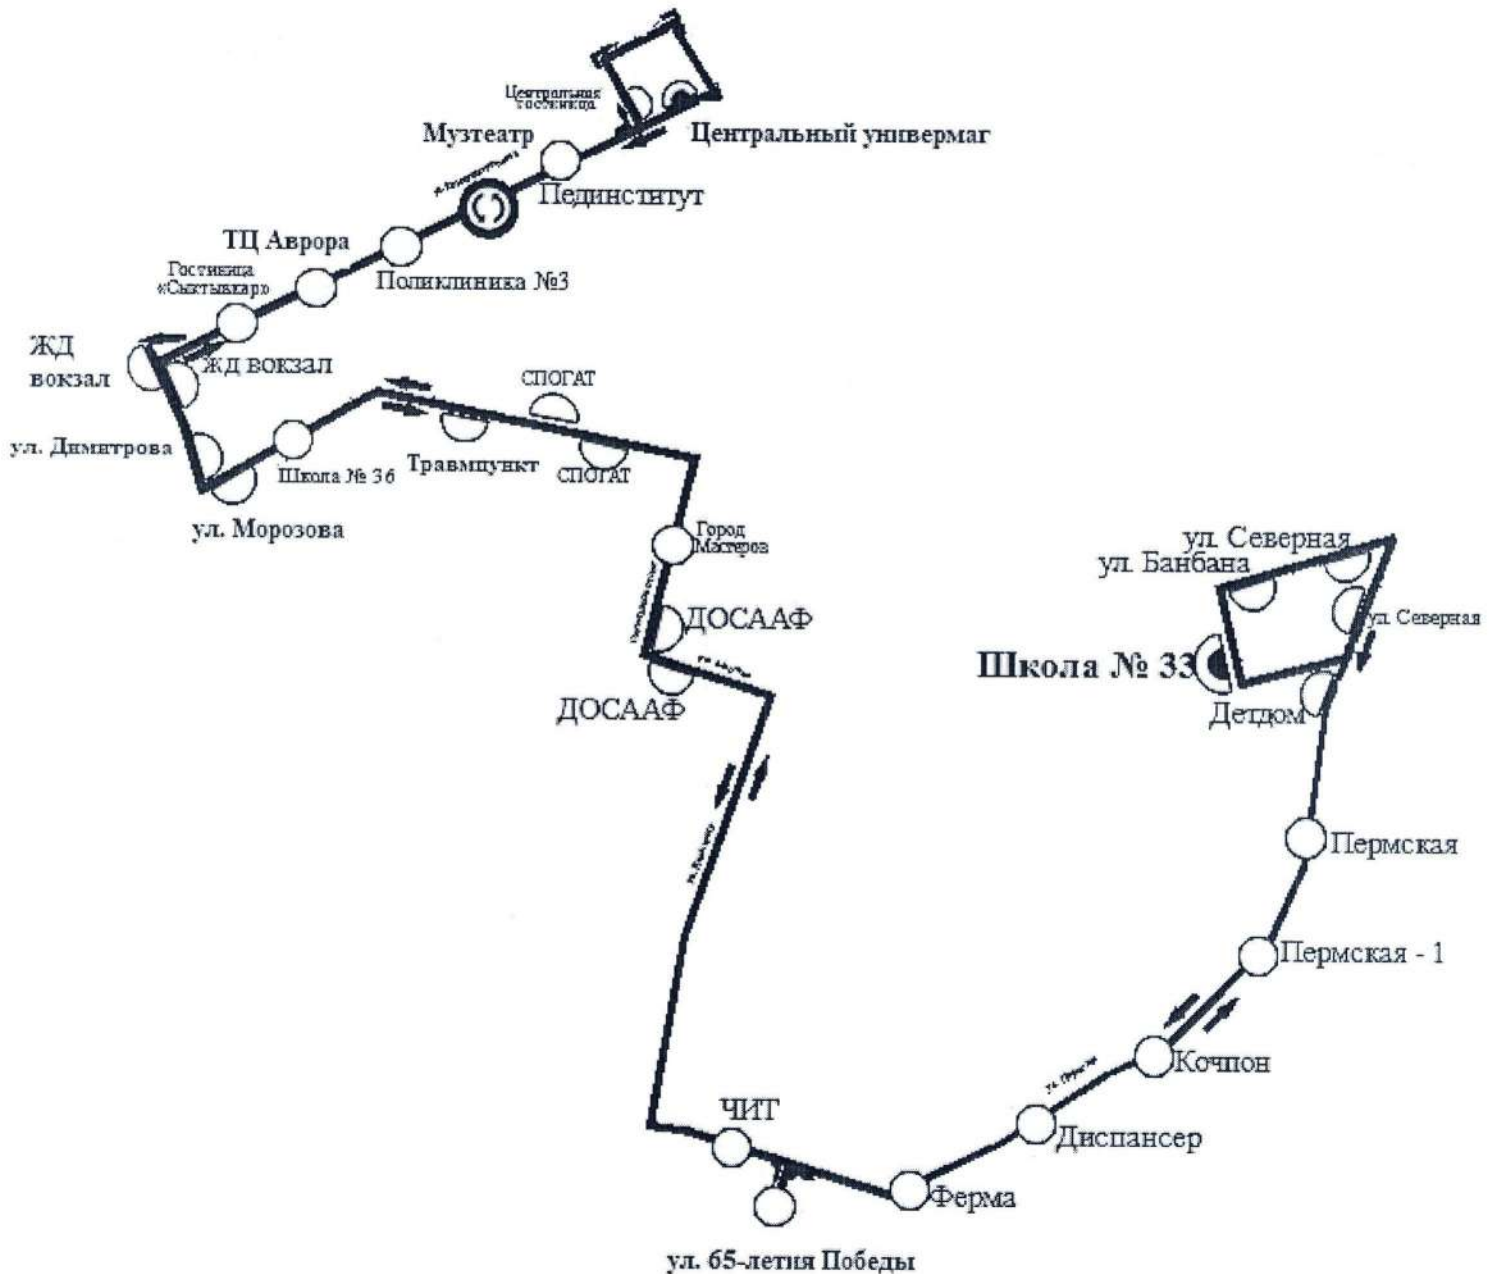 Центральная
гостиница
Музтеатр
Центральный универмаг
Пединститут
ТЦ Аврора
Поликлиника №3
Гостиница
«Сыктывкар»
ЖД
вокзал
ЖД вокзал
СПОГАТ
ул. Димитрова
Школа № 36
Травмпункт
СПОГАТ
ул. Морозова
Город
Мастеров
ул. Северная
ул. Банбана
ДОСААФ
ул. Северная
Школа № 33
ДОСААФ
Детдом
Пермская
Пермская - 1
Кочпон
ЧИТ
Диспансер
Ферма
ул. 65-летия Победы